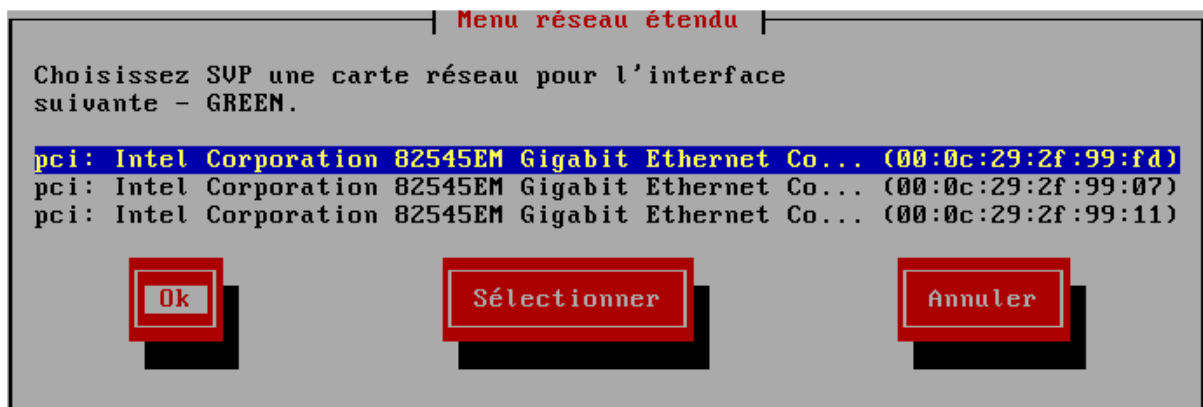 Menu réseau étendu
Choisissez SVP une carte réseau pour l'interface
suivante - GREEN.
pci: Intel Corporation 82545EM Gigabit Ethernet Co... (00:0c:29:2f:99:fd)
pci: Intel Corporation 82545EM Gigabit Ethernet Co... (00:0c:29:2f:99:07)
pci: Intel Corporation 82545EM Gigabit Ethernet Co... (00:0c:29:2f:99:11)
Ok Sélectionner Annuler